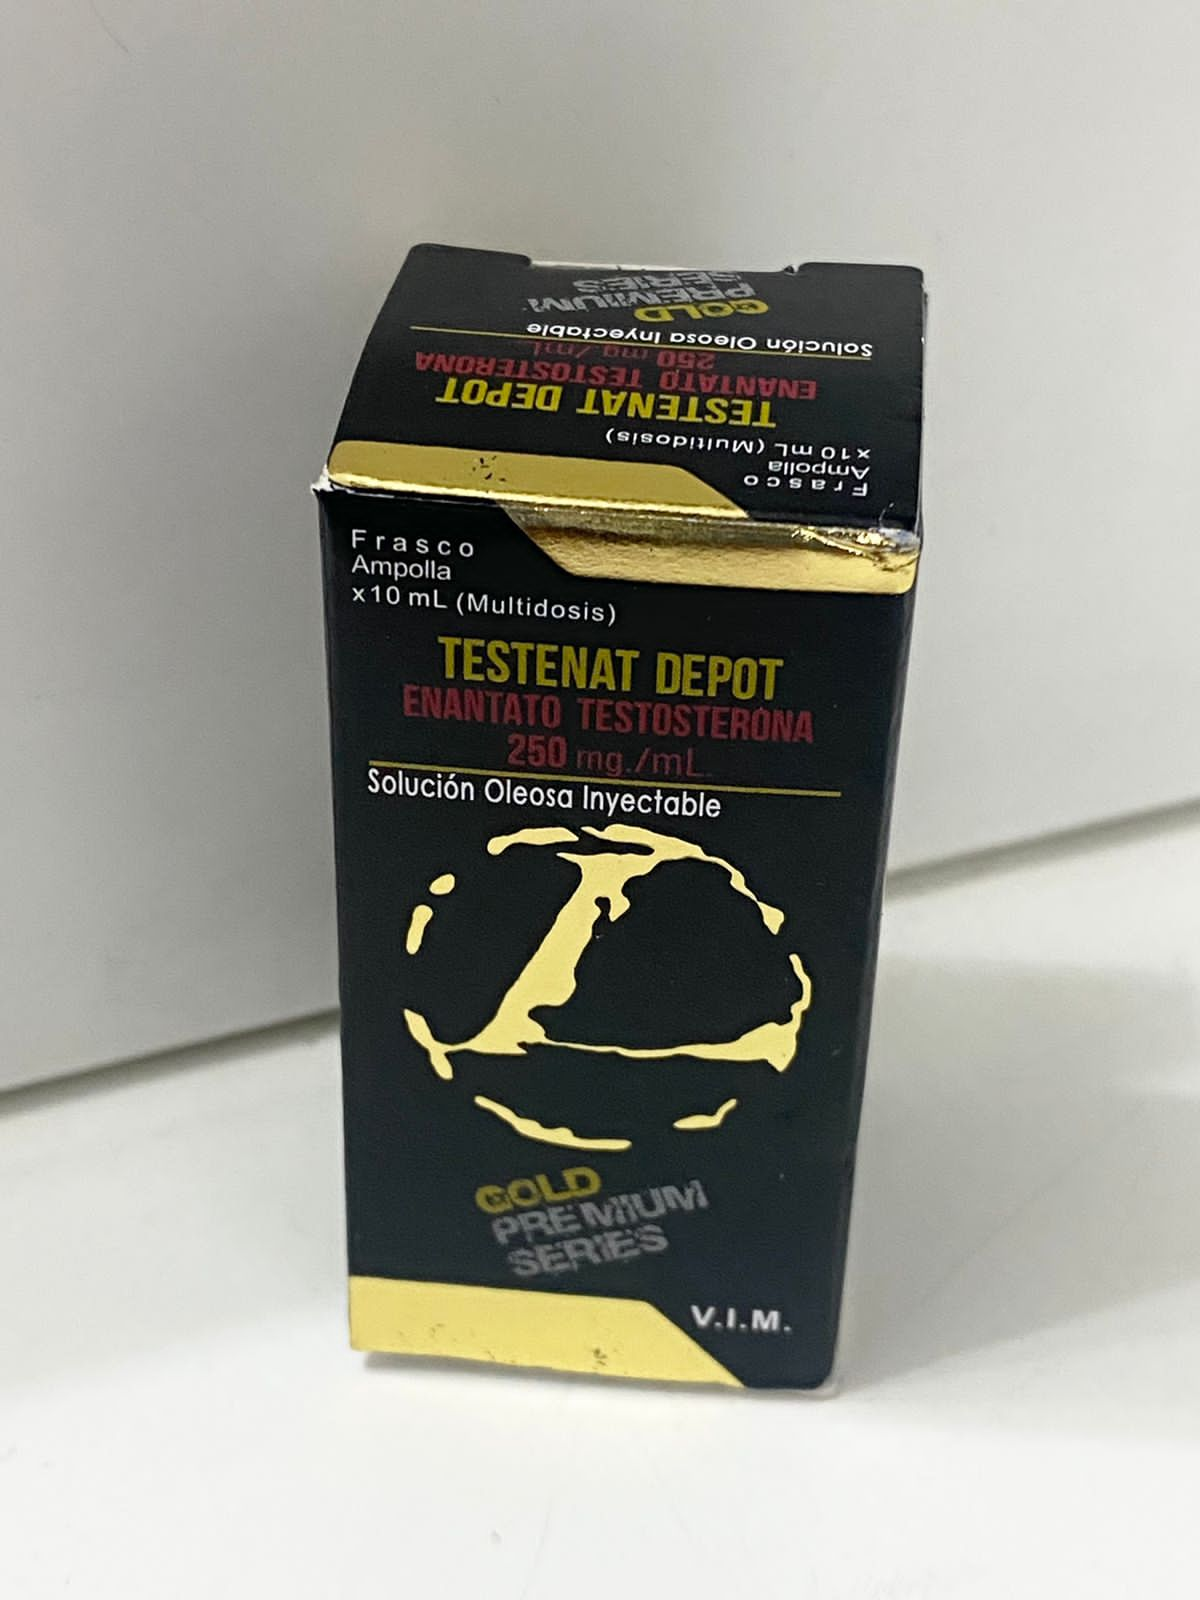 GOLD
PREMIUM
SERIES
Solución Oleosa Inyectable
250 mg./mL
ENANTATO TESTOSTERONA
TESTENAT DEPOT
x10 mL (Multidosis)
Ampolla
Frasco
Frasco
Ampolla
x10 mL (Multidosis)
TESTENAT DEPOT
ENANTATO TESTOSTERONA
250 mg./mL.
Solución Oleosa Inyectable
GOLD
PREMIUM
SERIES
V.I.M.